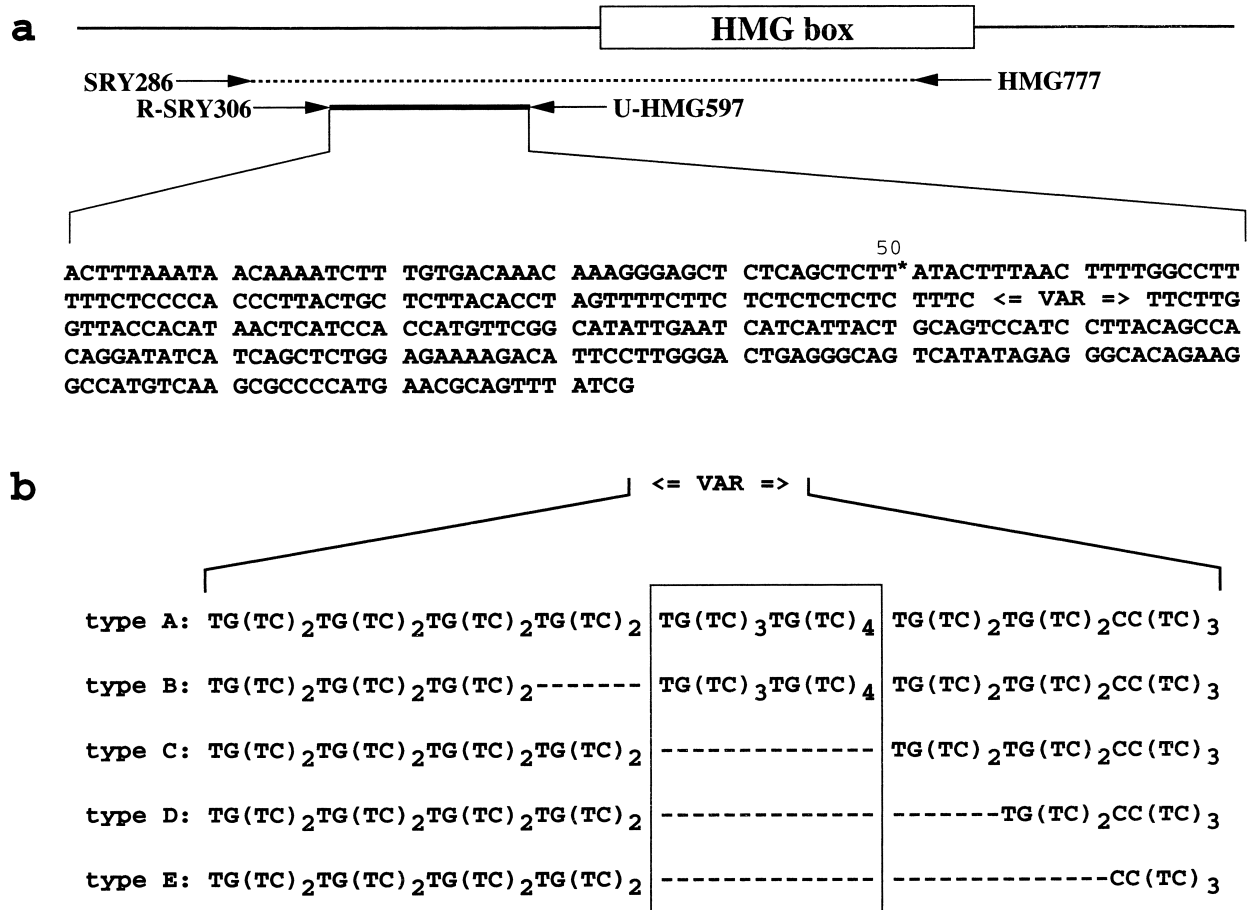 a
HMG box
SRY286 HMG777
R-SRY306 U-HMG597
50
ACTTTAAATA ACAAAATCTT TGTGACAAAC AAAGGGAGCT CTCAGCTCTT* ATACTTTAAC TTTTGGCCTT
TTTCTCCCCA CCCTTACTGC TCTTACACCT AGTTTTCTTC TCTCTCTCTC TTTC <= VAR => TTCTTG
GTTACCACAT AACTCATCCA CCATGTTCGG CATATTGAAT CATCATTACT GCAGTCCATC CTTACAGCCA
CAGGATATCA TCAGCTCTGG AGAAAAGACA TTCCTTGGGA CTGAGGGCAG TCATATAGAG GGCACAGAAG
GCCATGTCAA GCGCCCCATG AACGCAGTTT ATCG
b
<= VAR =>
type A: TG(TC)2TG(TC)2TG(TC)2TG(TC)2 TG(TC)3TG(TC)4 TG(TC)2TG(TC)2CC(TC)3
type B: TG(TC)2TG(TC)2TG(TC)2------- TG(TC)3TG(TC)4 TG(TC)2TG(TC)2CC(TC)3
type C: TG(TC)2TG(TC)2TG(TC)2TG(TC)2 -------------- TG(TC)2TG(TC)2CC(TC)3
type D: TG(TC)2TG(TC)2TG(TC)2TG(TC)2 -------------- -------TG(TC)2CC(TC)3
type E: TG(TC)2TG(TC)2TG(TC)2TG(TC)2 -------------- --------------CC(TC)3